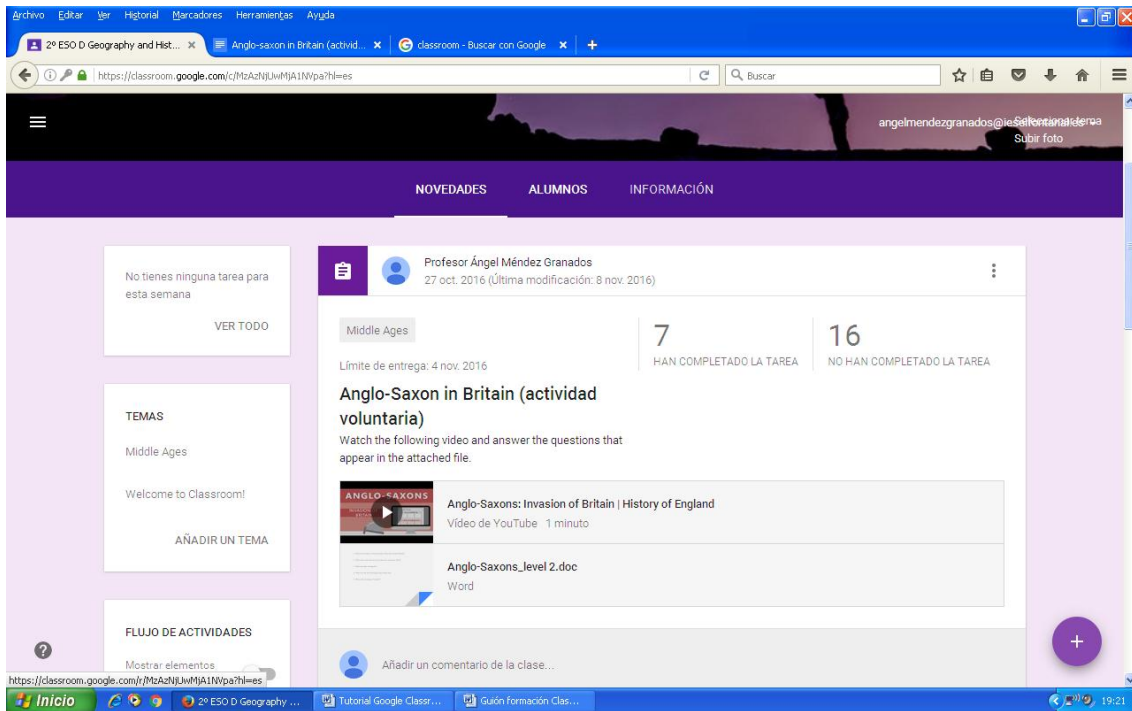 Archivo Editar Ver Historial Marcadores Herramientas Ayuda
2º ESO D Geography and Hist... Anglo-saxon in Britain (activid... classroom - Buscar con Google
https://classroom.google.com/c/MzAzNjUwMjA1NVpa?hl=es Buscar
angelmendezgranados@ieselfontanal.es
Seleccionar tema
Subir foto
NOVEDADES ALUMNOS INFORMACIÓN
No tienes ninguna tarea para
esta semana
VER TODO
TEMAS
Middle Ages
Welcome to Classroom!
AÑADIR UN TEMA
FLUJO DE ACTIVIDADES
Mostrar elementos
Profesor Ángel Méndez Granados
27 oct. 2016 (Última modificación: 8 nov. 2016)
Middle Ages
Límite de entrega: 4 nov. 2016
7
HAN COMPLETADO LA TAREA
16
NO HAN COMPLETADO LA TAREA
Anglo-Saxon in Britain (actividad
voluntaria)
Watch the following video and answer the questions that
appear in the attached file.
ANGLO-SAXONS
Anglo-Saxons: Invasion of Britain | History of England
Vídeo de YouTube 1 minuto
Anglo-Saxons_level 2.doc
Word
Añadir un comentario de la clase...
https://classroom.google.com/r/MzAzNjUwMjA1NVpa?hl=es
Inicio 2º ESO D Geography ... Tutorial Google Classr... Guión formación Clas... 19:21